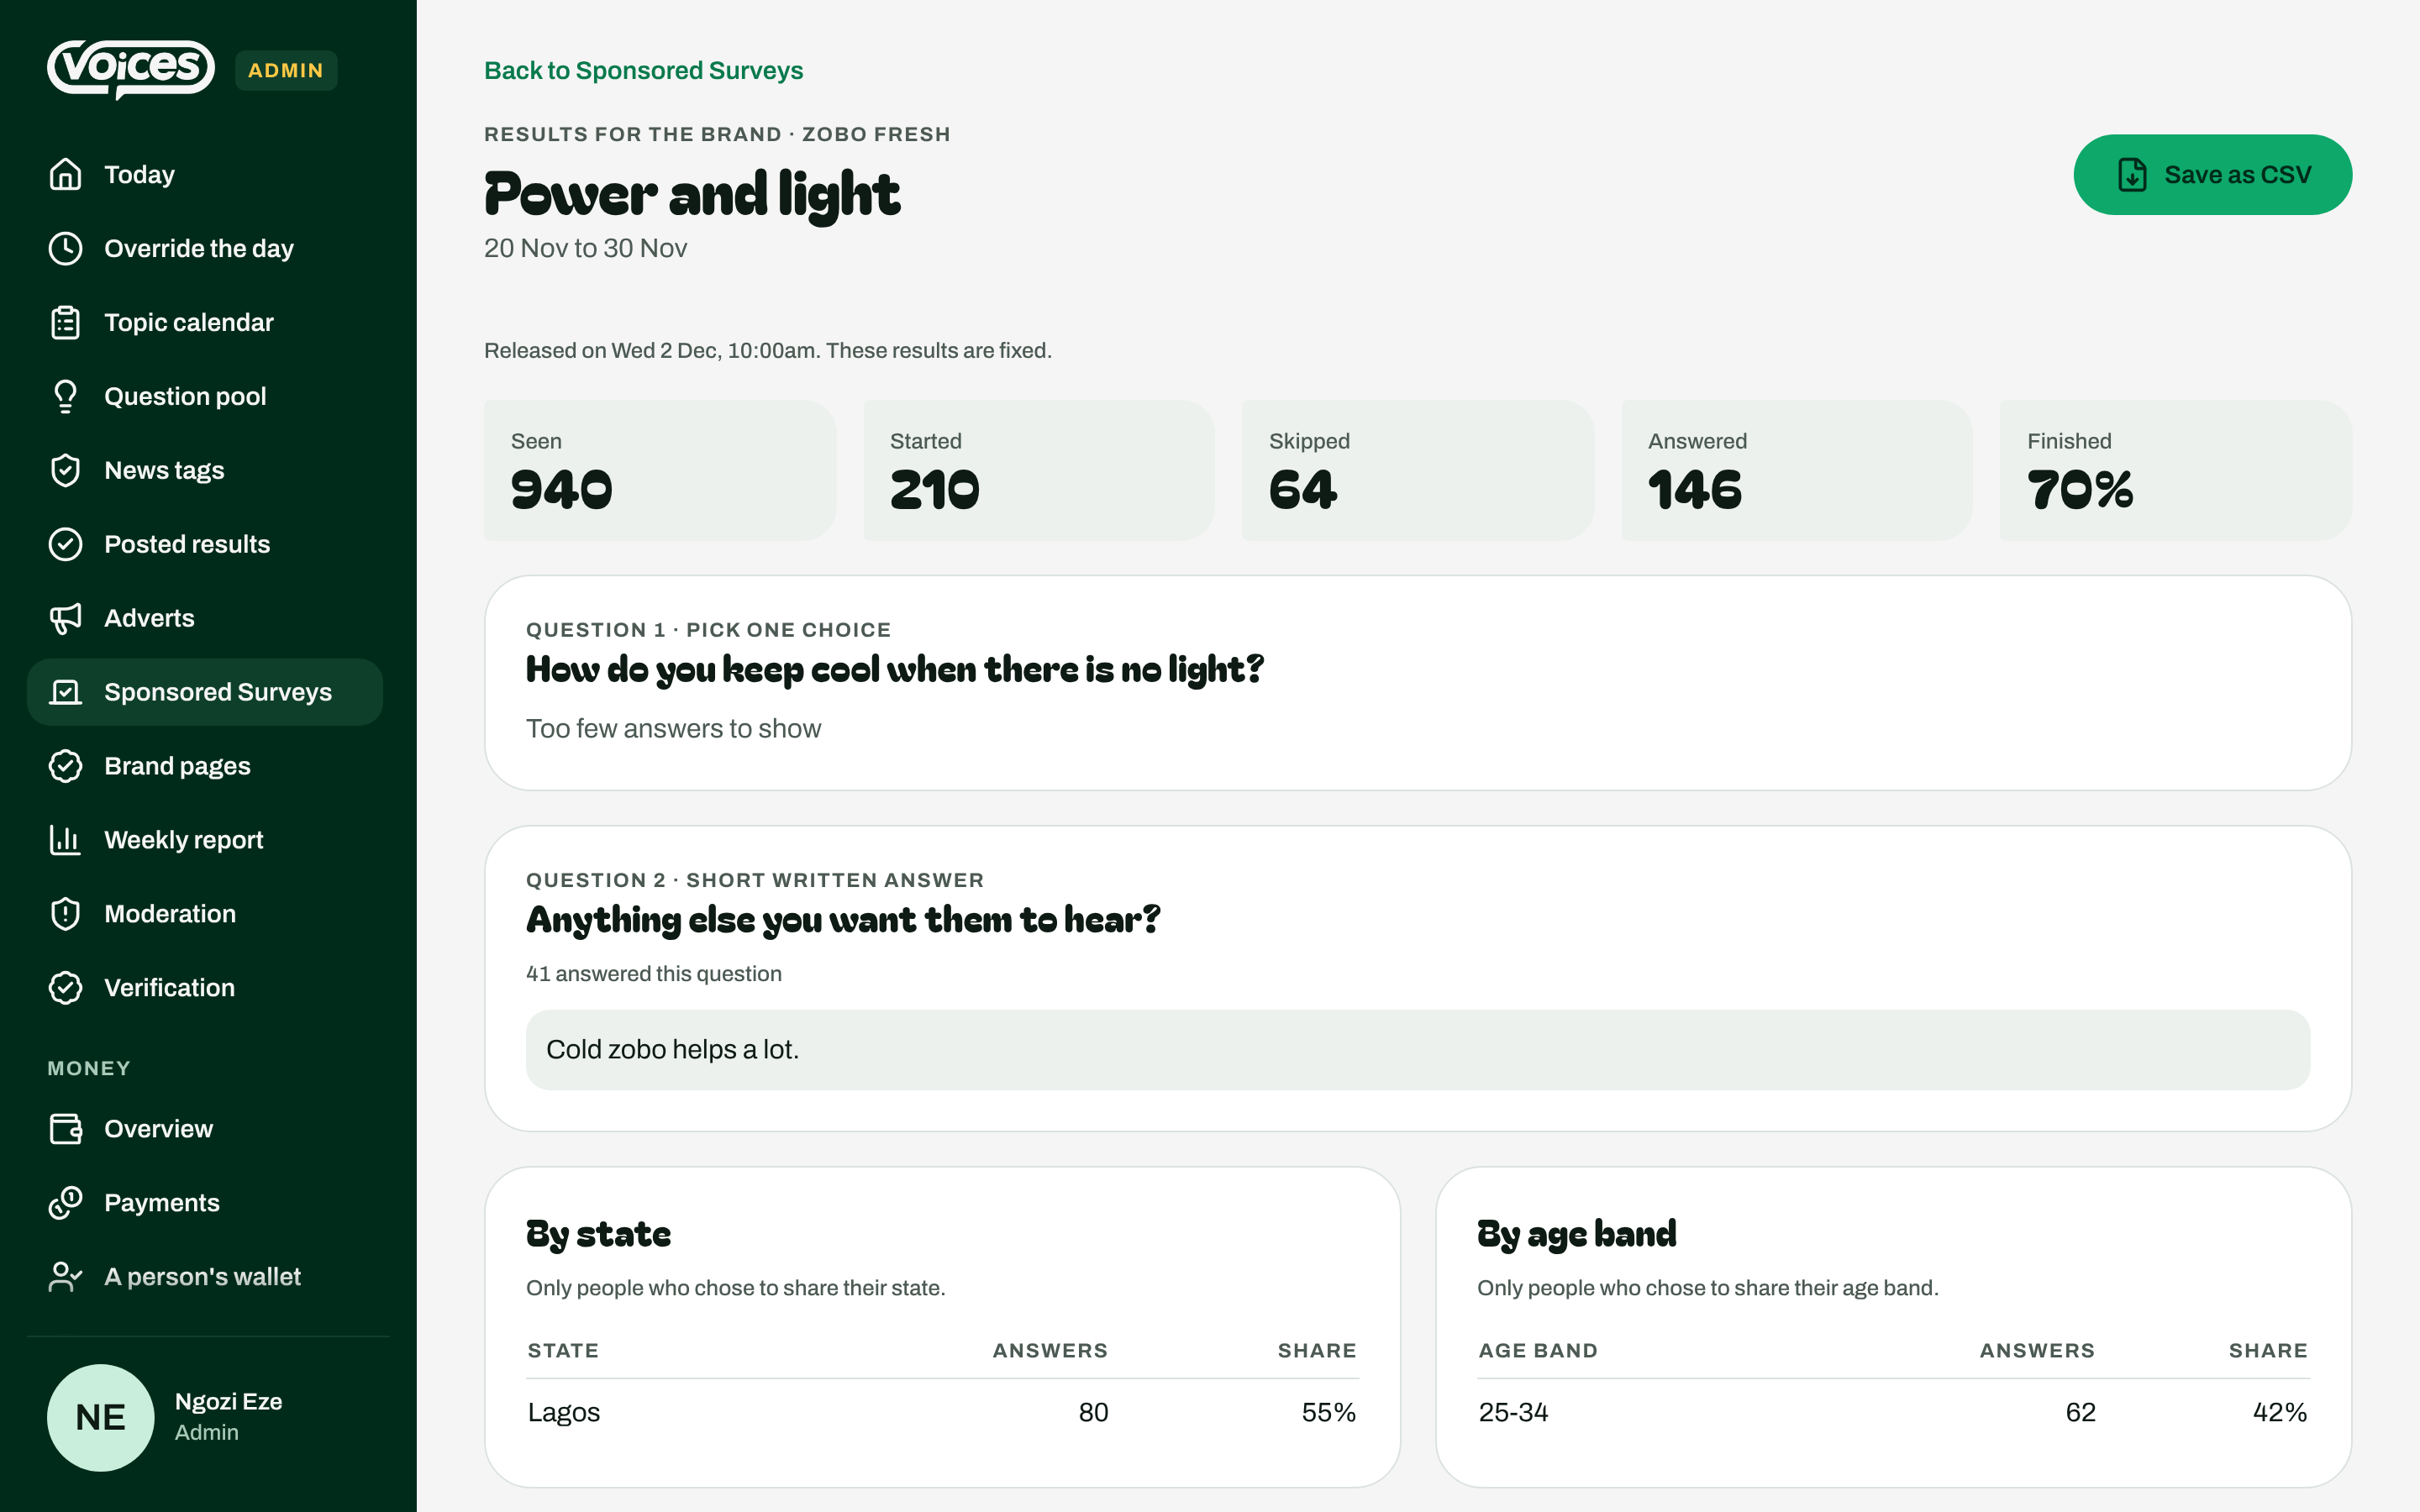 Voices
ADMIN
Today
Override the day
Topic calendar
Question pool
News tags
Posted results
Adverts
Sponsored Surveys
Brand pages
Weekly report
Moderation
Verification
MONEY
Overview
Payments
A person's wallet
NE
Ngozi Eze
Admin
Back to Sponsored Surveys
RESULTS FOR THE BRAND · ZOBO FRESH
Power and light
20 Nov to 30 Nov
Save as CSV
Released on Wed 2 Dec, 10:00am. These results are fixed.
Seen
940
Started
210
Skipped
64
Answered
146
Finished
70%
QUESTION 1 · PICK ONE CHOICE
How do you keep cool when there is no light?
Too few answers to show
QUESTION 2 · SHORT WRITTEN ANSWER
Anything else you want them to hear?
41 answered this question
Cold zobo helps a lot.
By state
Only people who chose to share their state.
STATE ANSWERS SHARE
Lagos 80 55%
By age band
Only people who chose to share their age band.
AGE BAND ANSWERS SHARE
25-34 62 42%